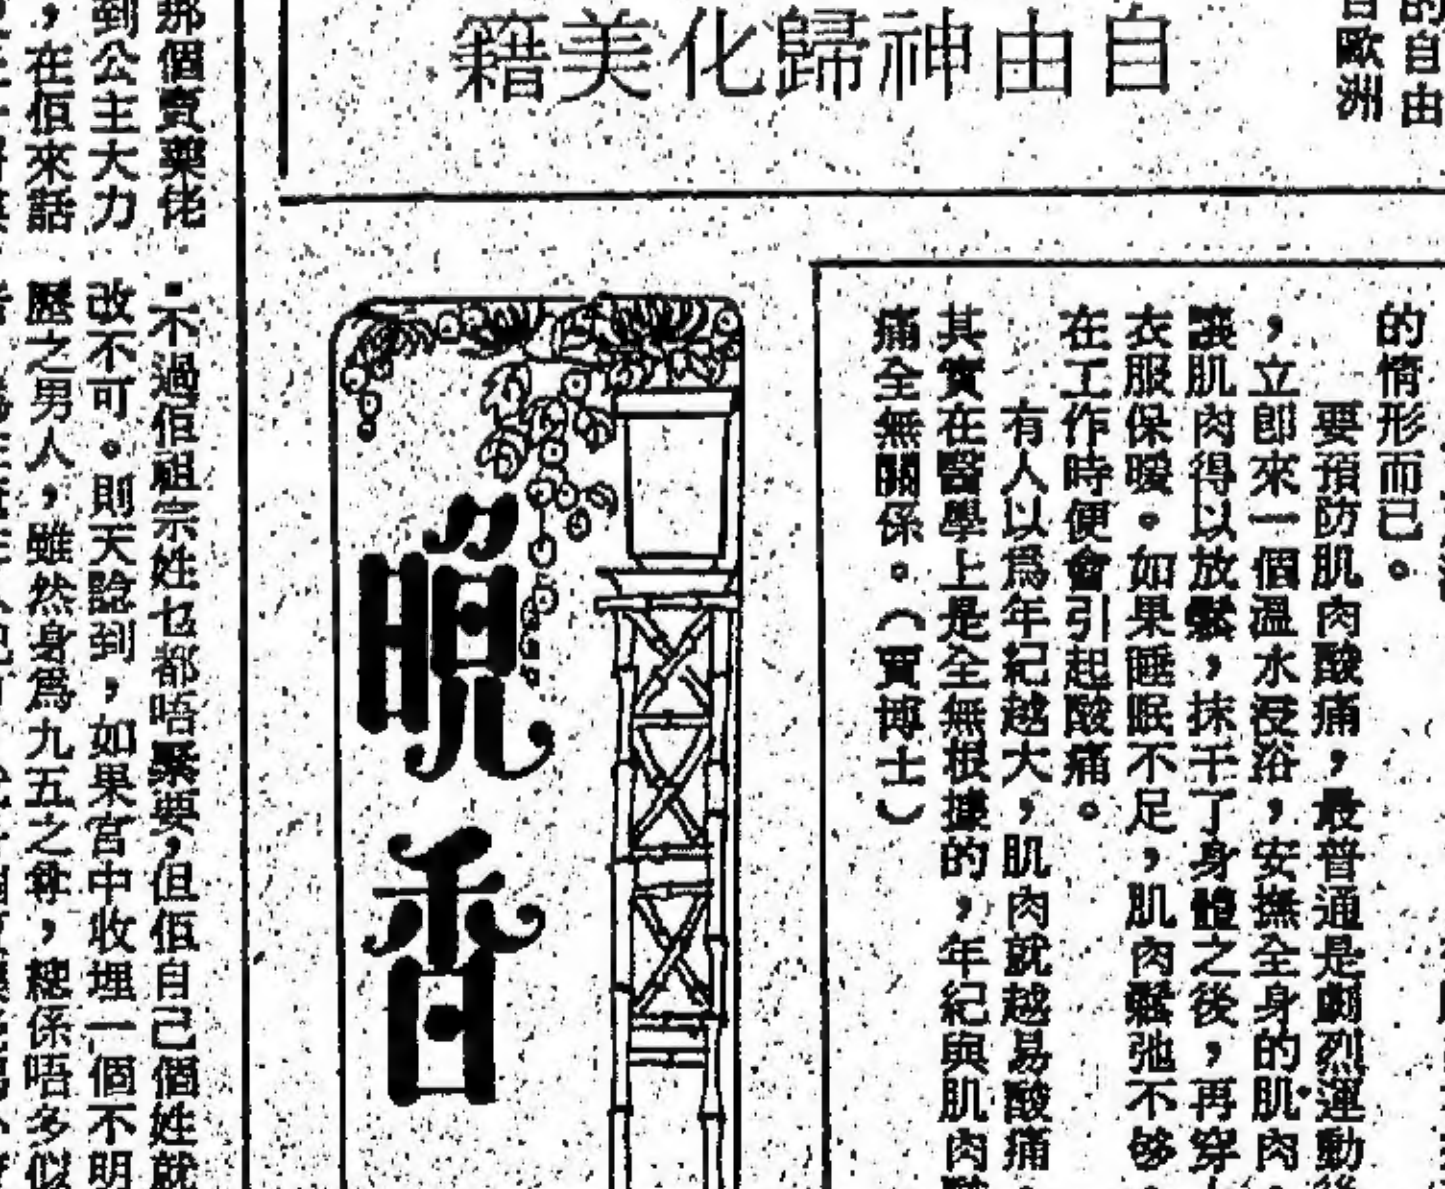 的自由
自歐洲
自由神歸化美籍
的情形而已。
要預防肌肉酸痛，最普通是劇烈運動後
，立即來一個溫水浸浴，安撫全身的肌肉，
讓肌肉得以放鬆，抹干了身體之後，再穿
衣服保暖。如果睡眠不足，肌肉鬆弛不够，
在工作時便會引起酸痛。
有人以爲年紀越大，肌肉就越易酸痛，
其實在醫學上是全無根據的，年紀與肌肉酸
痛全無關係。（賈博士）
晚香
那個賣藥佬
到公主大力
，在佢來話
不過佢祖宗姓乜都唔緊要，但佢自己個姓就
改不可。則天諗到，如果宮中收埋一個不明
歷之男人，雖然身爲九五之尊，總係唔多似